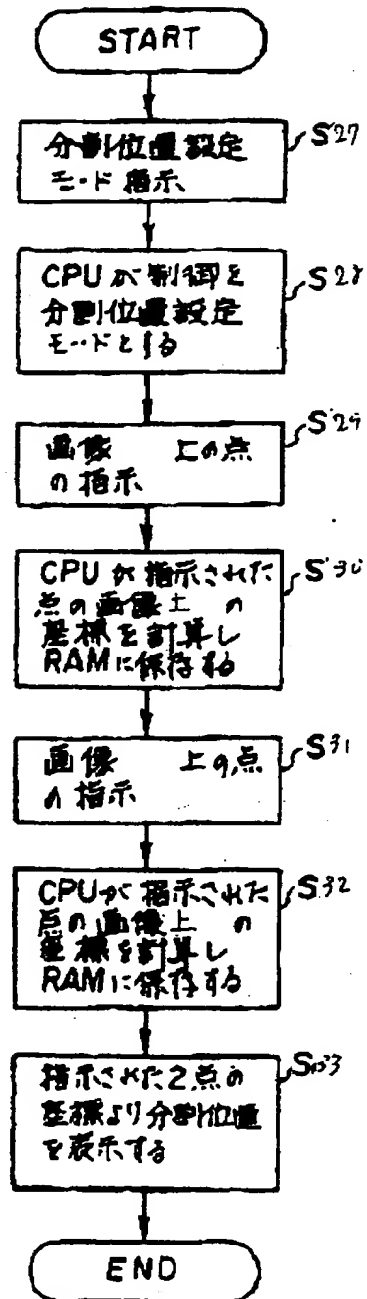 START
分割位置設定
モード指示
S27
CPUが制御を
分割位置設定
モードとする
S28
画像 上の点
の指示
S29
CPUが指示された
点の画像上 の
座標を計算し
RAMに保存する
S30
画像 上の点
の指示
S31
CPUが指示された
点の画像上 の
座標を計算し
RAMに保存する
S32
指示された2点の
座標より分割位置
を表示する
S33
END